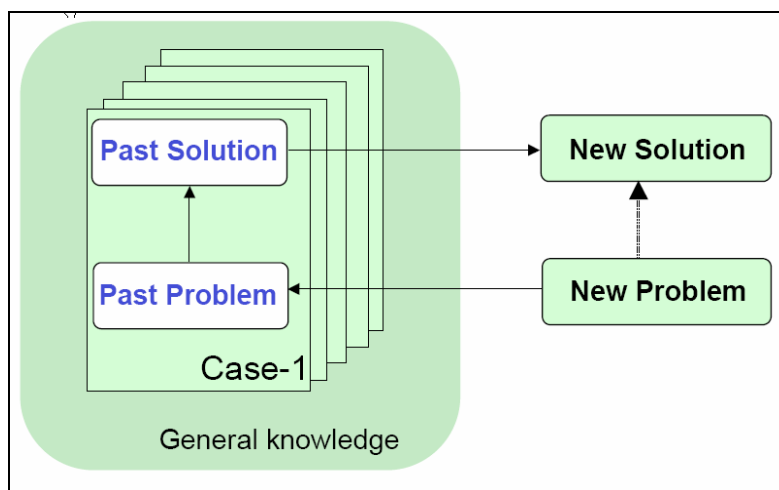 Past Solution
New Solution
Past Problem
New Problem
Case-1
General knowledge